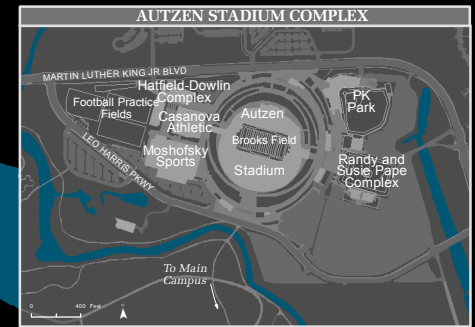 AUTZEN STADIUM COMPLEX
MARTIN LUTHER KING JR BLVD
Hatfield-Dowlin
Complex
Football Practice
Fields
Casanova
Athletic
Moshofsky
Sports
LEO HARRIS PKWY
Autzen
Brooks Field
Stadium
PK
Park
Randy and
Susie Pape
Complex
To Main
Campus
0 400 Feet